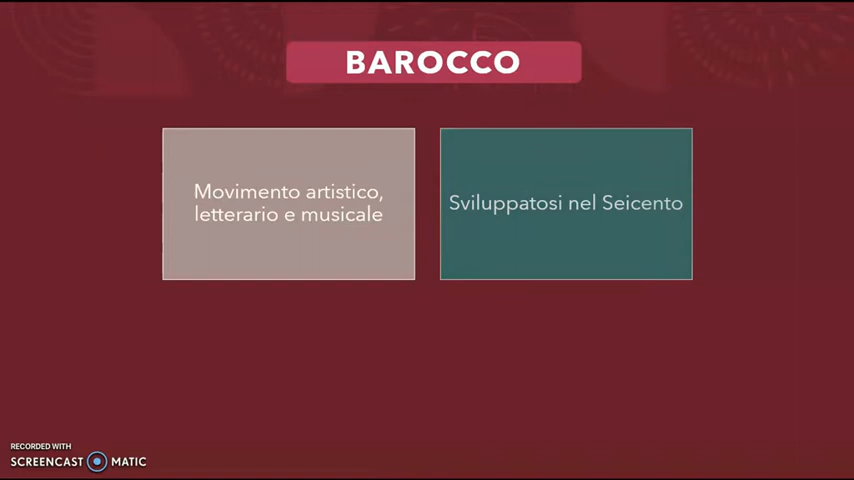 BAROCCO
Movimento artistico,
letterario e musicale
Sviluppatosi nel Seicento
RECORDED WITH
SCREENCAST MATIC